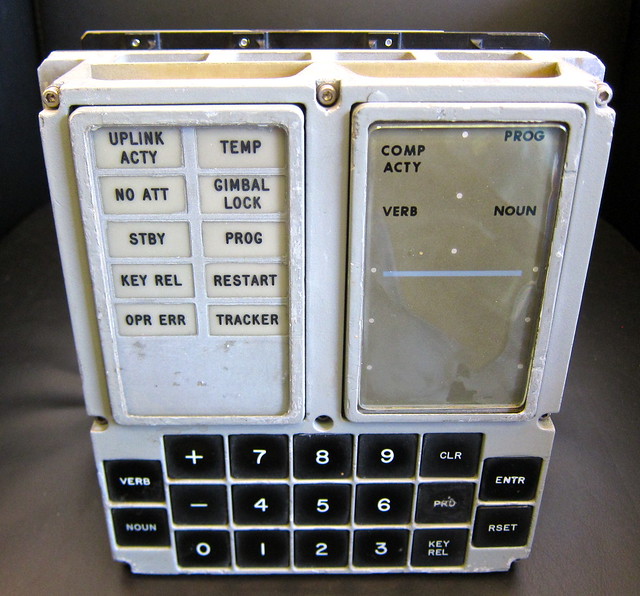 UPLINK
ACTY
TEMP
NO ATT
GIMBAL
LOCK
STBY
PROG
KEY REL
RESTART
OPR ERR
TRACKER
COMP
ACTY
PROG
VERB
NOUN
VERB
NOUN
+
7
8
9
CLR
-
4
5
6
PRO
0
1
2
3
KEY
REL
ENTR
RSET